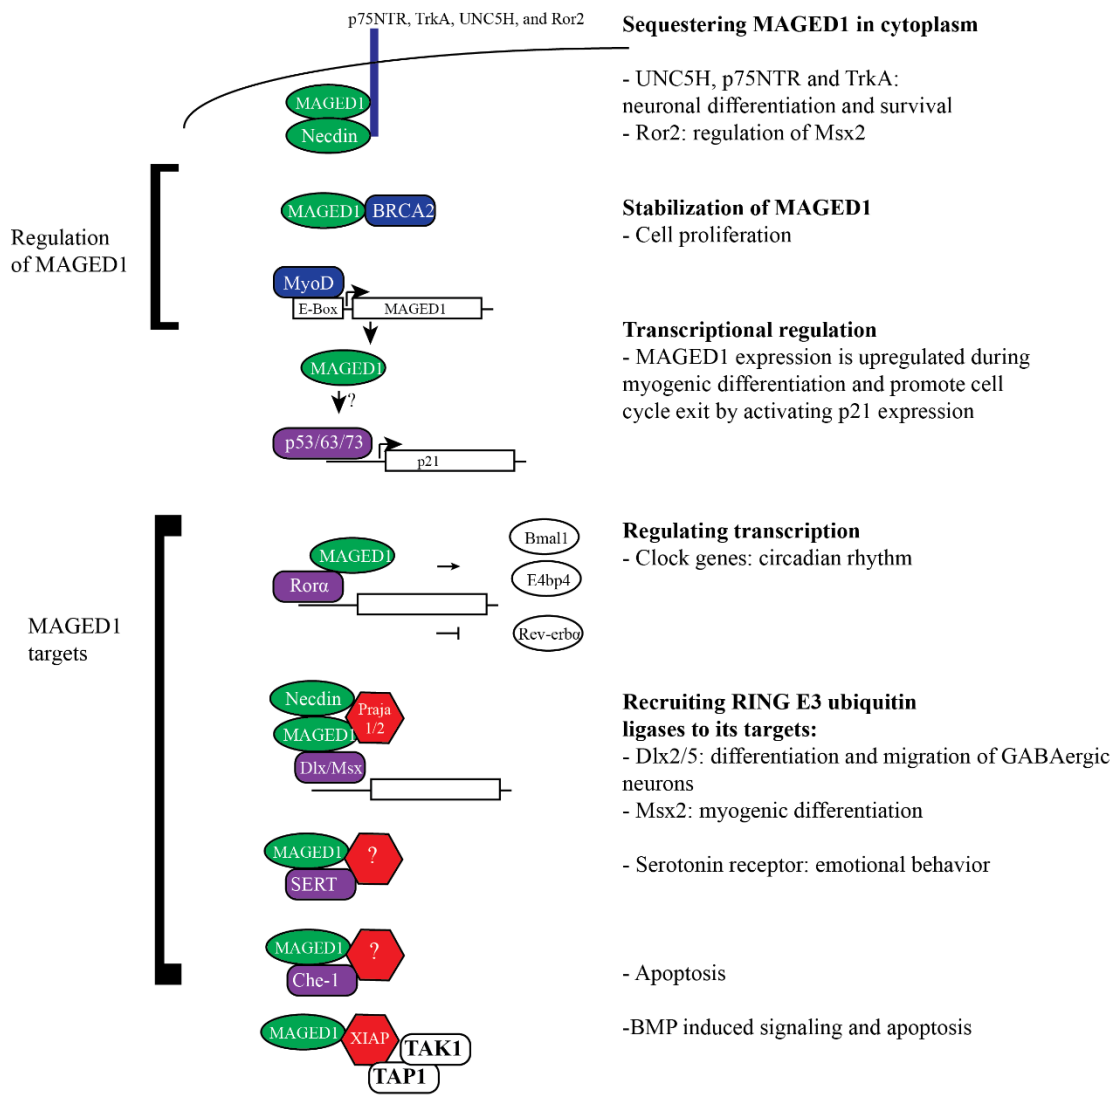 p75NTR, TrkA, UNC5H, and Ror2
Sequestering MAGED1 in cytoplasm
- UNC5H, p75NTR and TrkA:
neuronal differentiation and survival
- Ror2: regulation of Msx2
MAGED1
Necdin
Regulation
of MAGED1
MAGED1
BRCA2
Stabilization of MAGED1
- Cell proliferation
MyoD
E-Box
MAGED1
MAGED1
?
p53/63/73
p21
Transcriptional regulation
- MAGED1 expression is upregulated during
myogenic differentiation and promote cell
cycle exit by activating p21 expression
MAGED1
targets
MAGED1
Rorα
Bmal1
E4bp4
Rev-erbα
Regulating transcription
- Clock genes: circadian rhythm
Necdin
MAGED1
Praja
1/2
Dlx/Msx
Recruiting RING E3 ubiquitin
ligases to its targets:
- Dlx2/5: differentiation and migration of GABAergic
neurons
- Msx2: myogenic differentiation
MAGED1
?
SERT
- Serotonin receptor: emotional behavior
MAGED1
?
Che-1
- Apoptosis
MAGED1
XIAP
TAK1
TAP1
-BMP induced signaling and apoptosis